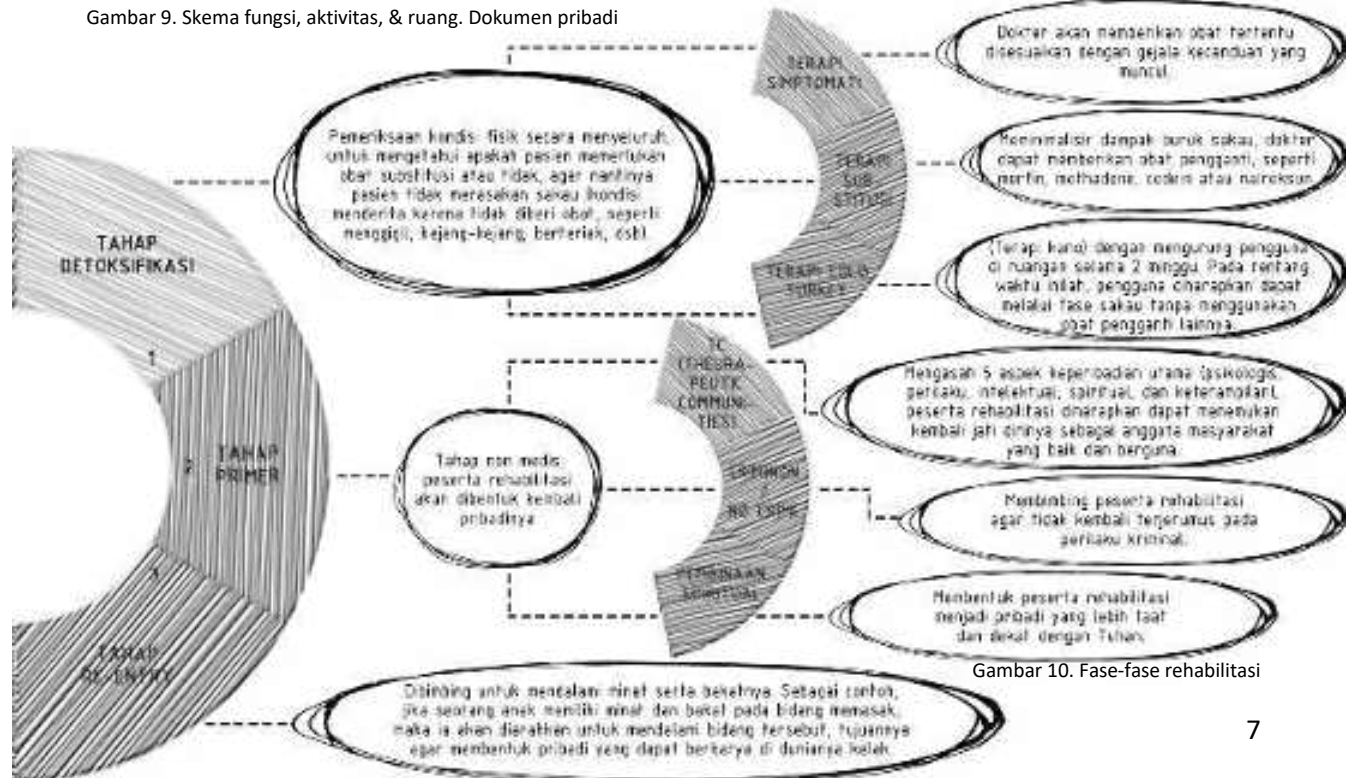 Gambar 9. Skema fungsi, aktivitas, & ruang. Dokumen pribadi
TAHAP
DETOKSIFIKASI
1
Pemeriksaan kondisi fisik secara menyeluruh,
untuk mengetahui apakah pasien memerlukan
obat substitusi atau tidak, agar nantinya
pasien tidak merasakan sakau (kondisi
menderita karena tidak diberi obat, seperti
menggigil, kejang-kejang, berteriak, dsb).
TERAPI
SIMPTOMATI
Dokter akan memberikan obat tertentu
disesuaikan dengan gejala kecanduan yang
muncul.
TERAPI
SUB
STITUSI
Meminimalisir dampak buruk sakau, dokter
dapat memberikan obat pengganti, seperti
morfin, methadone, codein atau nalroksun.
TERAPI COLD
TURKEY
(Terapi kuno) dengan mengurung pengguna
di ruangan selama 2 minggu. Pada rentang
waktu inilah, pengguna diharapkan dapat
melalui fase sakau tanpa menggunakan
obat pengganti lainnya.
TAHAP
PRIMER
2
Tahap non medis,
peserta rehabilitasi
akan dibentuk kembali
pribadinya
TC
(THEURA-
PEUTK
COMMUNI-
TIES)
Mengasah 5 aspek kepribadian utama (psikologis,
perilaku, intelektual, spiritual, dan keterampilan),
peserta rehabilitasi diharapkan dapat menemukan
kembali jati dirinya sebagai anggota masyarakat
yang baik dan berguna.
/
Membimbing peserta rehabilitasi
agar tidak kembali terjerumus pada
perilaku kriminal.
PEMBINAAN
SPIRITUAL
Membentuk peserta rehabilitasi
menjadi pribadi yang lebih taat
dan dekat dengan Tuhan.
TAHAP
RE-ENTRY
3
Dibimbing untuk mendalami minat serta bakatnya. Sebagai contoh,
jika seorang anak memiliki minat dan bakat pada bidang memasak,
maka ia akan diarahkan untuk mendalami bidang tersebut, tujuannya
agar membentuk pribadi yang dapat berkarya di dunianya kelak.
Gambar 10. Fase-fase rehabilitasi
7